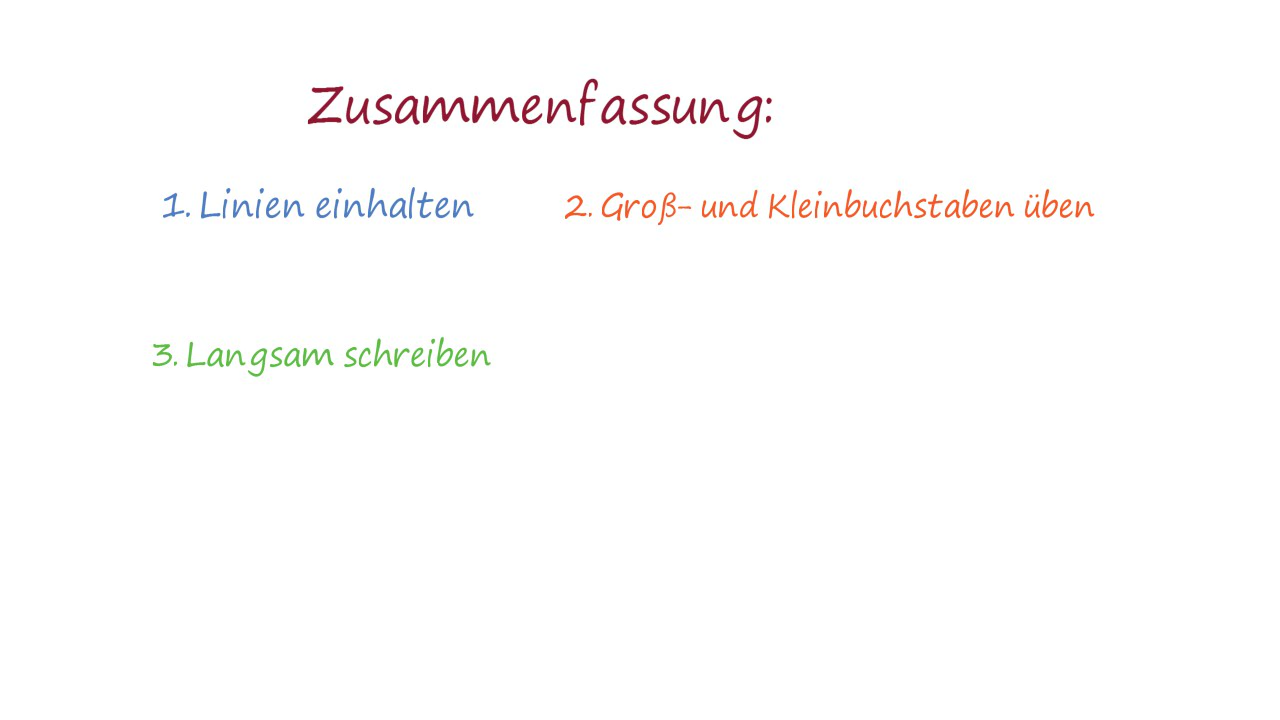 Zusammenfassung:
1. Linien einhalten
2. Groß- und Kleinbuchstaben üben
3. Langsam schreiben